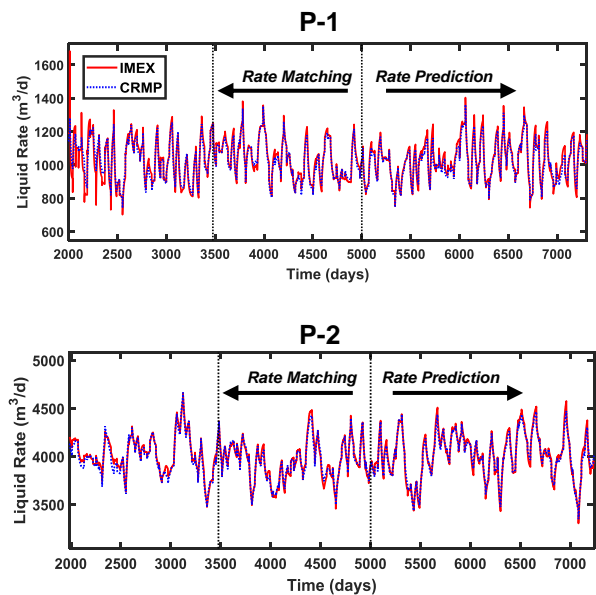 P-1
Liquid Rate (m³/d)
1600
1400
1200
1000
800
600
IMEX
CRMP
Rate Matching
Rate Prediction
2000 2500 3000 3500 4000 4500 5000 5500 6000 6500 7000
Time (days)
P-2
Liquid Rate (m³/d)
5000
4500
4000
3500
Rate Matching
Rate Prediction
2000 2500 3000 3500 4000 4500 5000 5500 6000 6500 7000
Time (days)